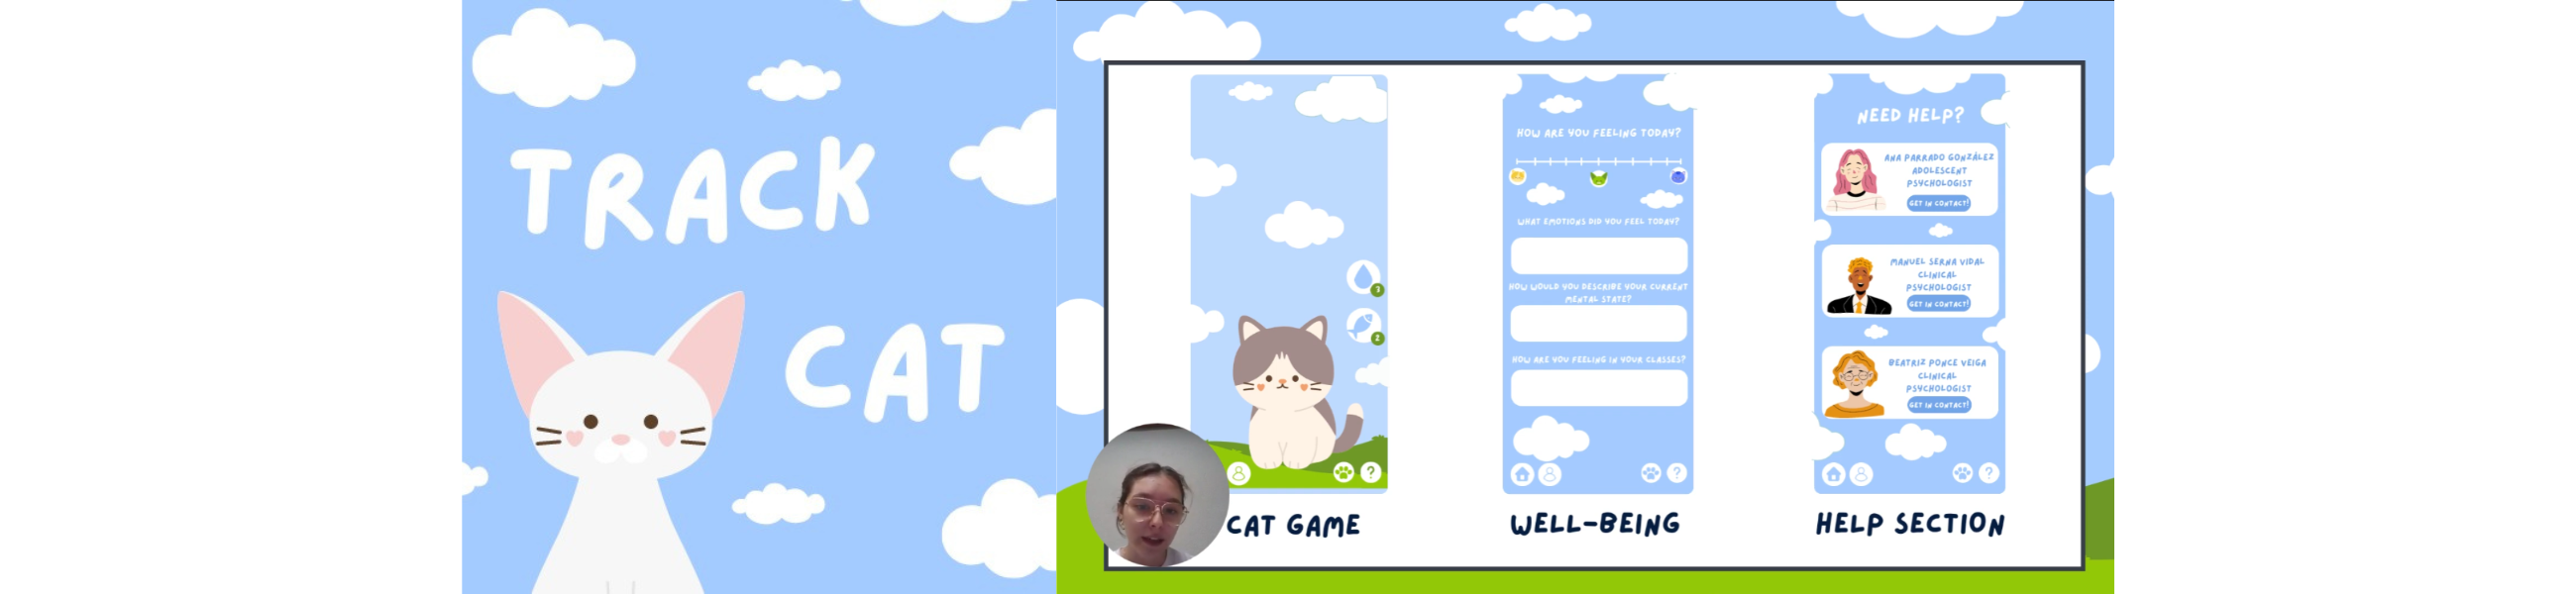 TRACK
CAT
3
2
CAT GAME
HOW ARE YOU FEELING TODAY?
WHAT EMOTIONS DID YOU FEEL TODAY?
HOW WOULD YOU DESCRIBE YOUR CURRENT
MENTAL STATE?
HOW ARE YOU FEELING IN YOUR CLASSES?
?
WELL-BEING
NEED HELP?
ANA PARRADO GONZÁLEZ
ADOLESCENT
PSYCHOLOGIST
GET IN CONTACT!
MANUEL SERNA VIDAL
CLINICAL
PSYCHOLOGIST
GET IN CONTACT!
BEATRIZ PONCE VEIGA
CLINICAL
PSYCHOLOGIST
GET IN CONTACT!
?
HELP SECTION